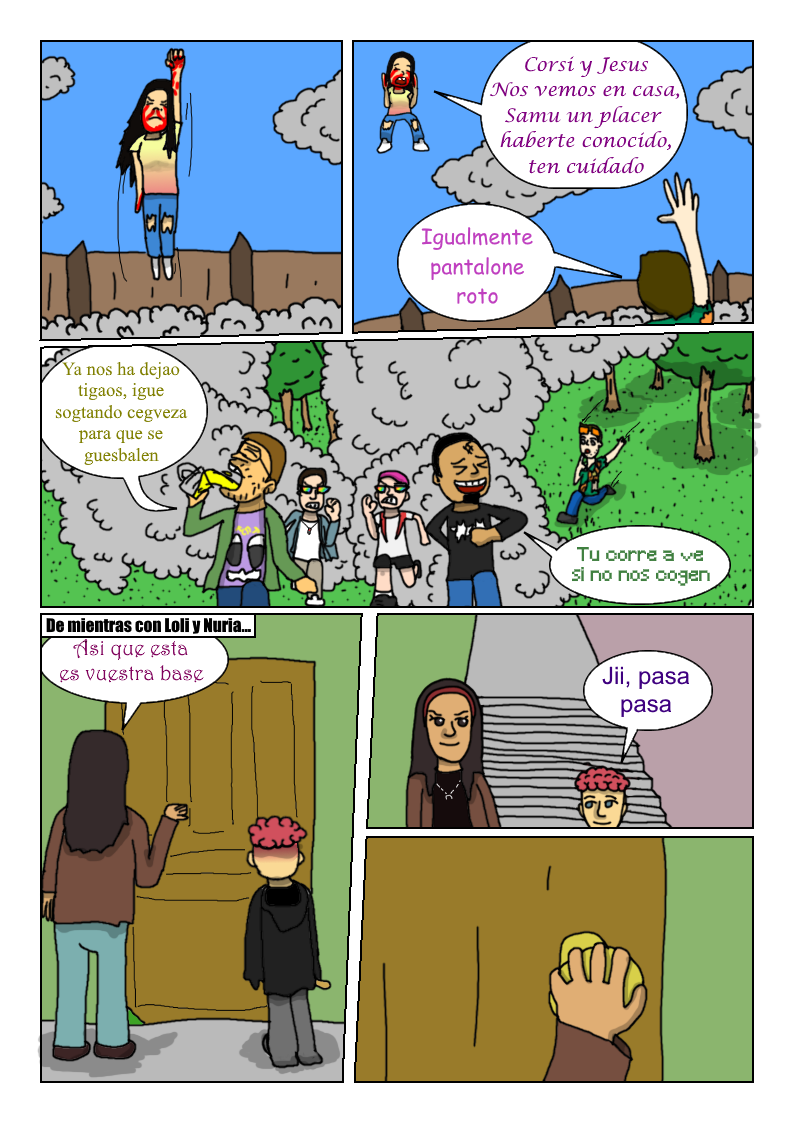 Corsi y Jesus
Nos vemos en casa,
Samu un placer
haberte conocido,
ten cuidado
Igualmente
pantalone
roto
Ya nos ha dejao
tigaos, igue
sogtando cegveza
para que se
guesbalen
Tu corre a ve
si no nos cogen
De mientras con Loli y Nuria...
Asi que esta
es vuestra base
Jii, pasa
pasa